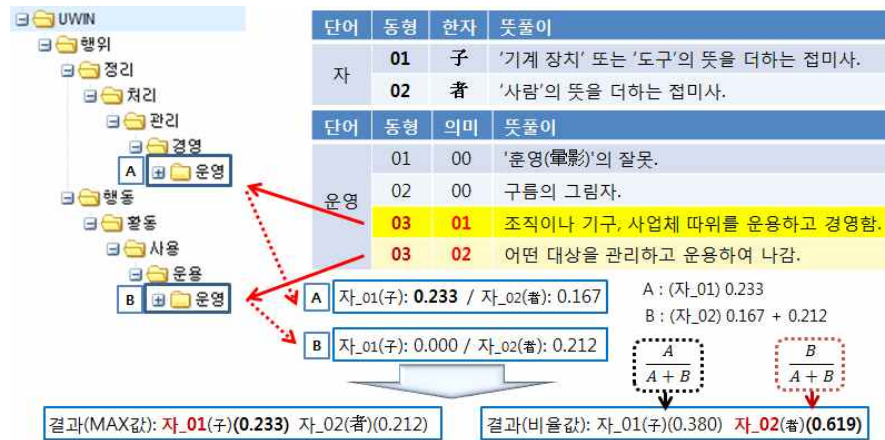 UWIN
행위
정리
처리
관리
경영
A 운영
행동
활동
사용
운용
B 운영
단어 동형 한자 뜻풀이
자 01 子 '기계 장치' 또는 '도구'의 뜻을 더하는 접미사.
02 者 '사람'의 뜻을 더하는 접미사.
단어 동형 의미 뜻풀이
운영 01 00 '훈영(暈影)'의 잘못.
02 00 구름의 그림자.
03 01 조직이나 기구, 사업체 따위를 운용하고 경영함.
03 02 어떤 대상을 관리하고 운용하여 나감.
A 자_01(子): 0.233 / 자_02(者): 0.167
B 자_01(子): 0.000 / 자_02(者): 0.212
A : (자_01) 0.233
B : (자_02) 0.167 + 0.212
A / A + B
B / A + B
결과(MAX값): 자_01(子)(0.233) 자_02(者)(0.212)
결과(비율값): 자_01(子)(0.380) 자_02(者)(0.619)